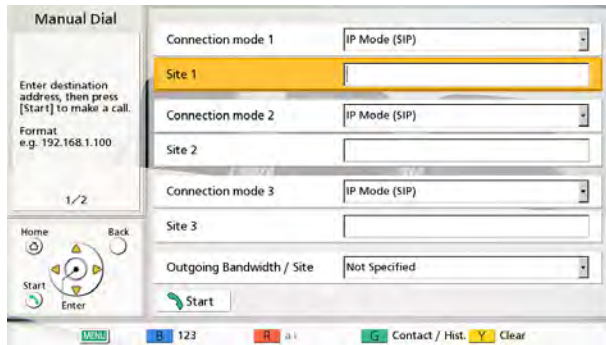 Manual Dial
Enter destination
address, then press
[Start] to make a call.
Format
e.g. 192.168.1.100
1/2
Home
Back
Start
Enter
Connection mode 1
IP Mode (SIP)
Site 1
Connection mode 2
IP Mode (SIP)
Site 2
Connection mode 3
IP Mode (SIP)
Site 3
Outgoing Bandwidth / Site
Not Specified
Start
MENU
B 123
R
G Contact / Hist.
Y Clear